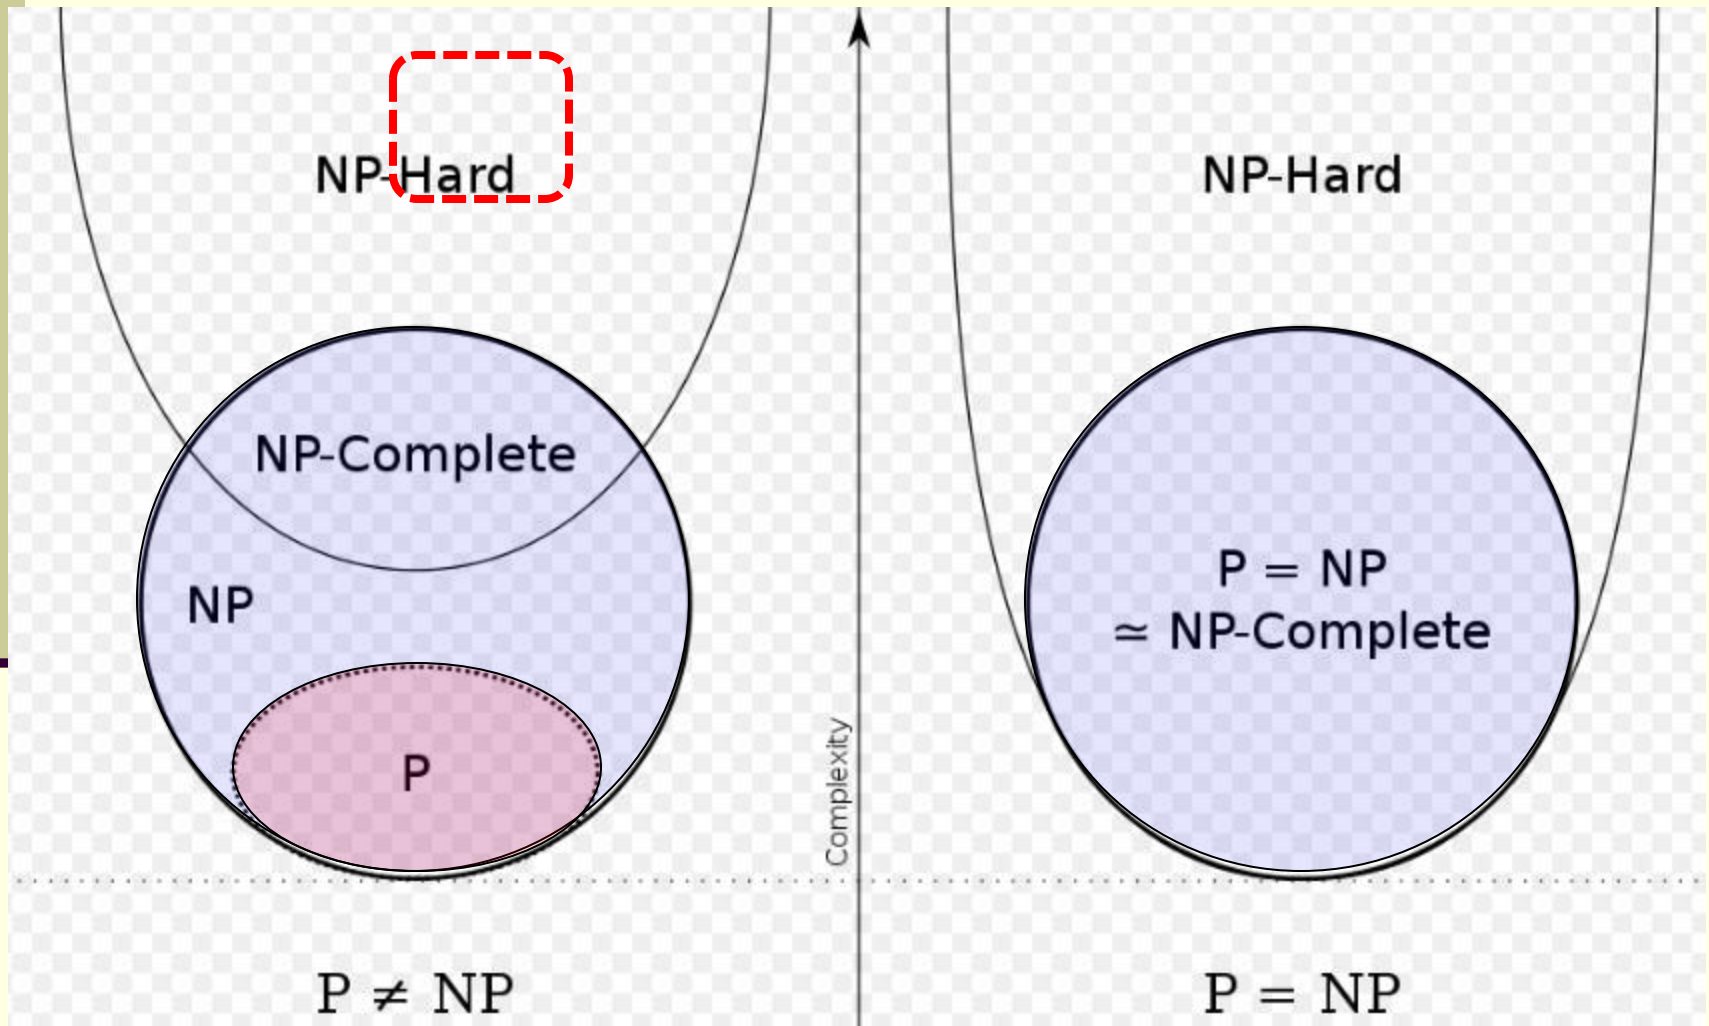 NP-Hard
NP-Complete
NP
P
P ≠ NP
Complexity
NP-Hard
P = NP
≃ NP-Complete
P = NP